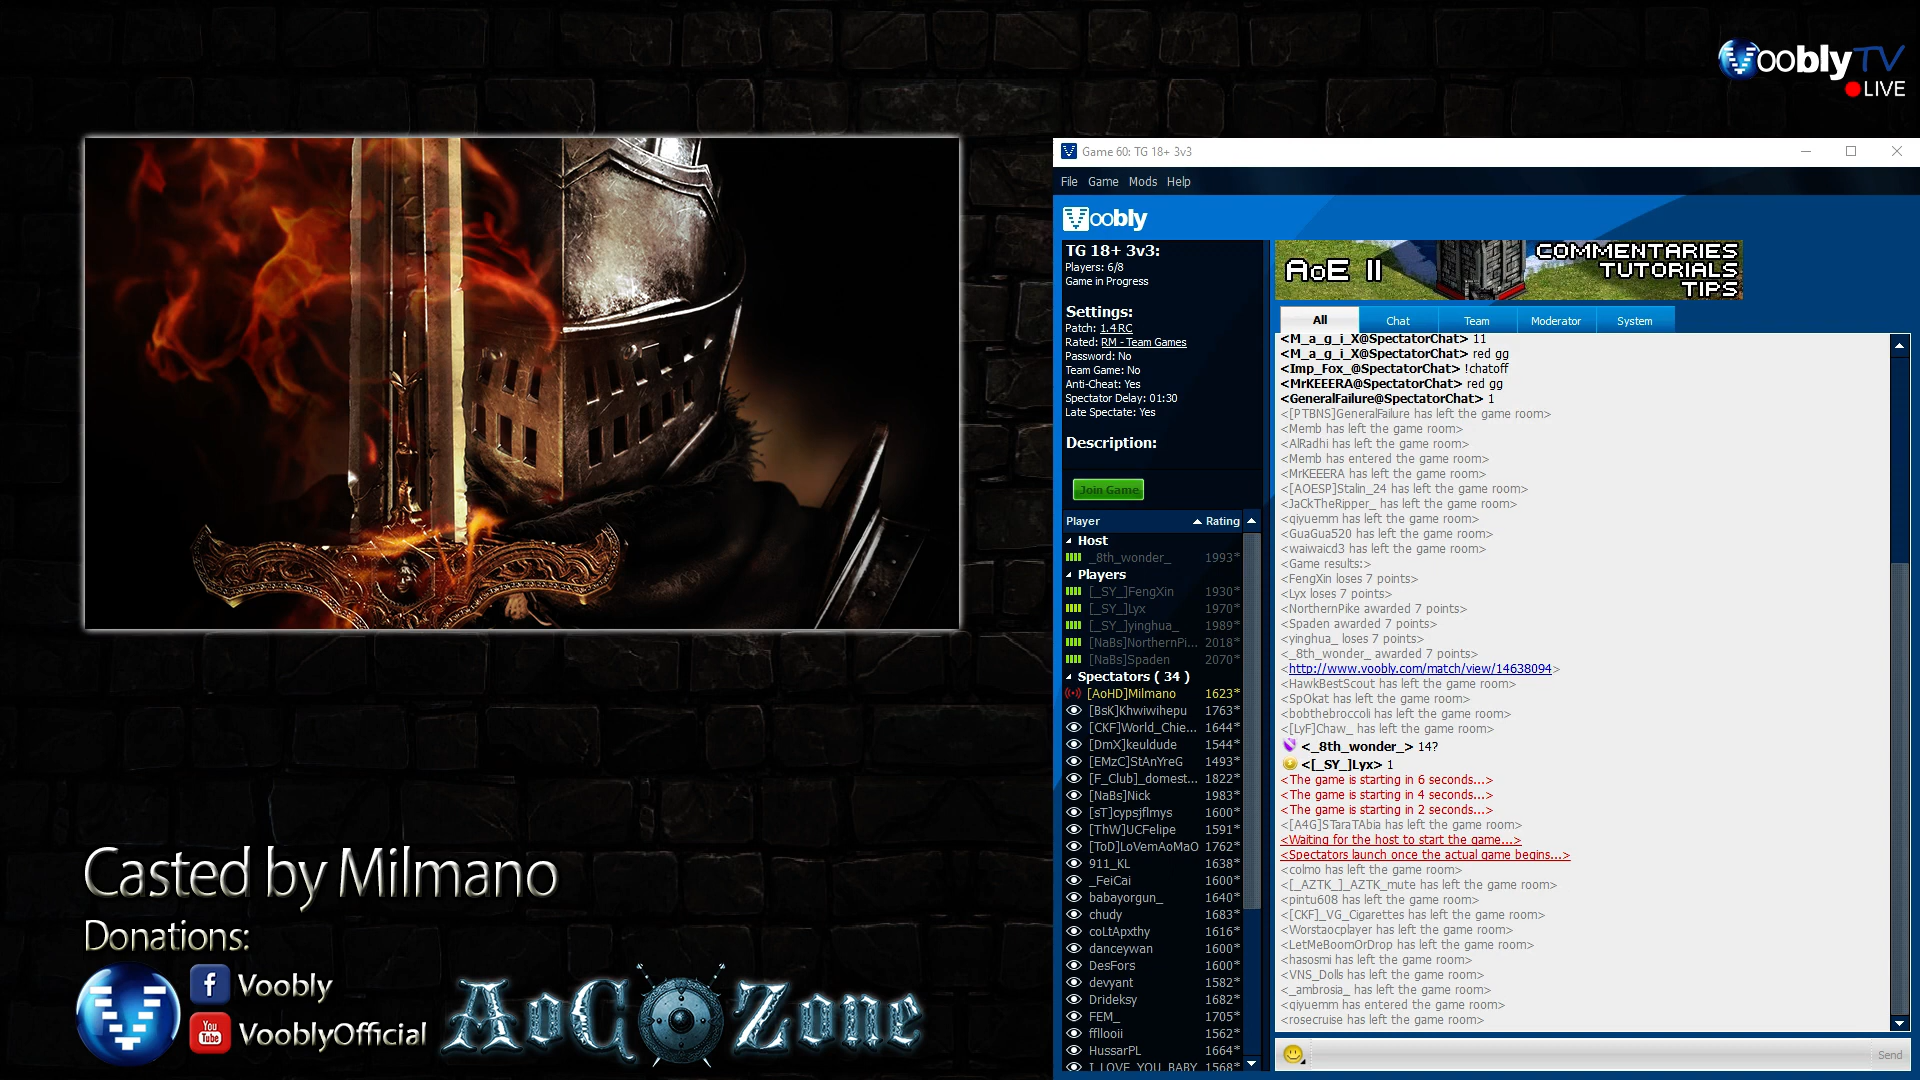 VooblyTV
LIVE
Game 60: TG 18+ 3v3
File Game Mods Help
Voobly
TG 18+ 3v3:
Players: 6/8
Game in Progress
Settings:
Patch: 1.4 RC
Rated: RM - Team Games
Password: No
Team Game: No
Anti-Cheat: Yes
Spectator Delay: 01:30
Late Spectate: Yes
Description:
Join Game
Player Rating
Host
_8th_wonder_ 1993*
Players
[_SY_]FengXin 1930*
[_SY_]Lyx 1970*
[_SY_]yinghua_ 1989*
[NaBs]NorthernPi... 2018*
[NaBs]Spaden 2070*
Spectators ( 34 )
[AoHD]Milmano 1623*
[BsK]Khwiwihepu 1763*
[CKF]World_Chie... 1644*
[DmX]keuldude 1544*
[EMzC]StAnYreG 1493*
[F_Club]_domest... 1822*
[NaBs]Nick 1983*
[sT]cypsjflmys 1600*
[ThW]UCFelipe 1591*
[ToD]LoVemAoMaO 1762*
911_KL 1638*
_FeiCai 1600*
babayorgun_ 1640*
chudy 1683*
coLtApxthy 1616*
danceywan 1600*
DesFors 1600*
devyant 1582*
Drideksy 1682*
FEM_ 1705*
ffllooii 1562*
HussarPL 1664*
I_LOVE_YOU_BABY 1568*
AoE II
COMMENTARIES
TUTORIALS
TIPS
All Chat Team Moderator System
<M_a_g_i_X@SpectatorChat> 11
<M_a_g_i_X@SpectatorChat> red gg
<Imp_Fox_@SpectatorChat> !chatoff
<MrKEEERA@SpectatorChat> red gg
<GeneralFailure@SpectatorChat> 1
<[PTBNS]GeneralFailure has left the game room>
<Memb has left the game room>
<AlRadhi has left the game room>
<Memb has entered the game room>
<MrKEEERA has left the game room>
<[AOESP]Stalin_24 has left the game room>
<JaCkTheRipper_ has left the game room>
<qiyuemm has left the game room>
<GuaGua520 has left the game room>
<waiwaicd3 has left the game room>
<Game results:>
<FengXin loses 7 points>
<Lyx loses 7 points>
<NorthernPike awarded 7 points>
<Spaden awarded 7 points>
<yinghua_ loses 7 points>
<_8th_wonder_ awarded 7 points>
<http://www.voobly.com/match/view/14638094>
<HawkBestScout has left the game room>
<SpOkat has left the game room>
<bobthebroccoli has left the game room>
<[LyF]Chaw_ has left the game room>
<_8th_wonder_> 14?
<[_SY_]Lyx> 1
<The game is starting in 6 seconds...>
<The game is starting in 4 seconds...>
<The game is starting in 2 seconds...>
<[A4G]STaraTAbia has left the game room>
<Waiting for the host to start the game...>
<Spectators launch once the actual game begins...>
<colmo has left the game room>
<[_AZTK_]_AZTK_mute has left the game room>
<pintu608 has left the game room>
<[CKF]_VG_Cigarettes has left the game room>
<Worstaocplayer has left the game room>
<LetMeBoomOrDrop has left the game room>
<hasosmi has left the game room>
<VNS_Dolls has left the game room>
<_ambrosia_ has left the game room>
<qiyuemm has entered the game room>
<rosecruise has left the game room>
Send
Casted by Milmano
Donations:
f Voobly
You Tube VooblyOfficial
AoCZone